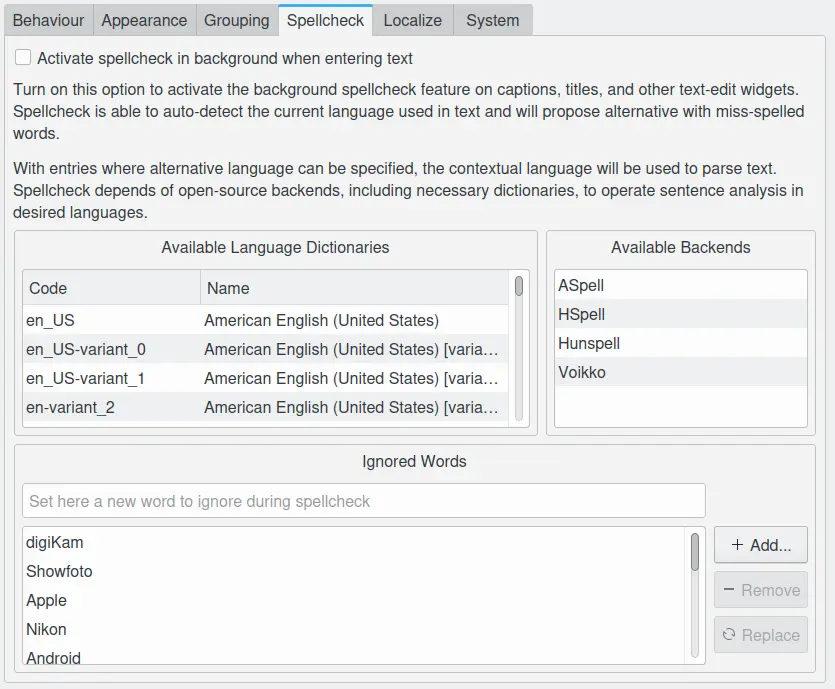 Behaviour Appearance Grouping Spellcheck Localize System
Activate spellcheck in background when entering text
Turn on this option to activate the background spellcheck feature on captions, titles, and other text-edit widgets.
Spellcheck is able to auto-detect the current language used in text and will propose alternative with miss-spelled
words.
With entries where alternative language can be specified, the contextual language will be used to parse text.
Spellcheck depends of open-source backends, including necessary dictionaries, to operate sentence analysis in
desired languages.
Available Language Dictionaries
Code Name
en_US American English (United States)
en_US-variant_0 American English (United States) [varia...
en_US-variant_1 American English (United States) [varia...
en-variant_2 American English (United States) [varia...
Available Backends
ASpell
HSpell
Hunspell
Voikko
Ignored Words
Set here a new word to ignore during spellcheck
digiKam
Showfoto
Apple
Nikon
Android
+ Add...
Remove
Replace